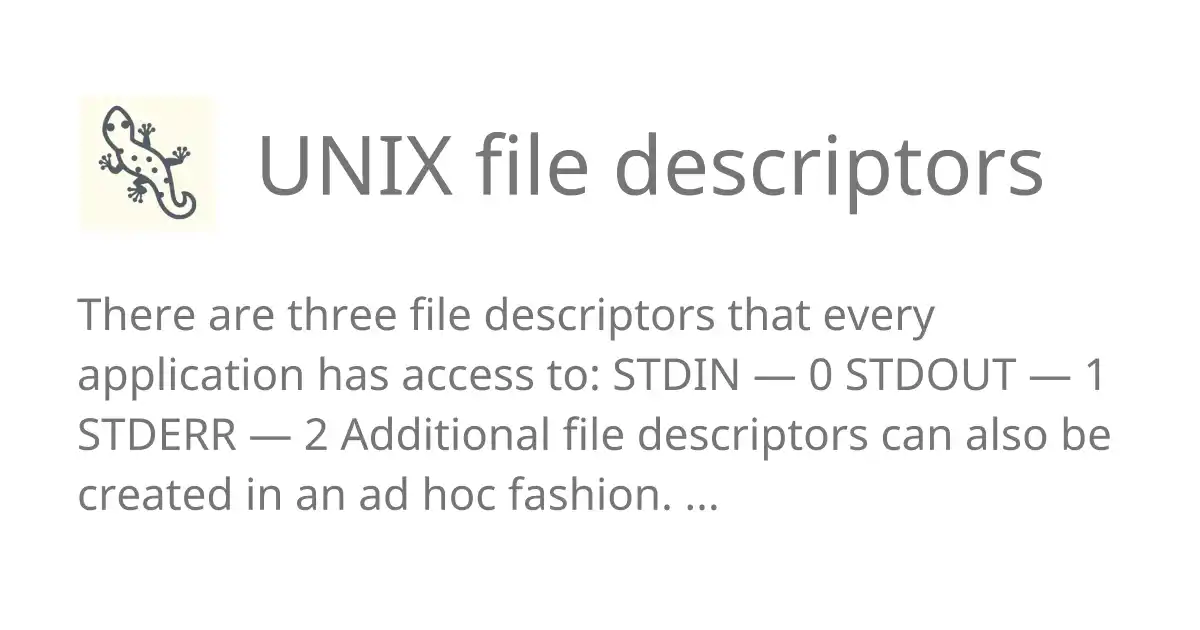 UNIX file descriptors
There are three file descriptors that every
application has access to: STDIN — 0 STDOUT — 1
STDERR — 2 Additional file descriptors can also be
created in an ad hoc fashion. ...